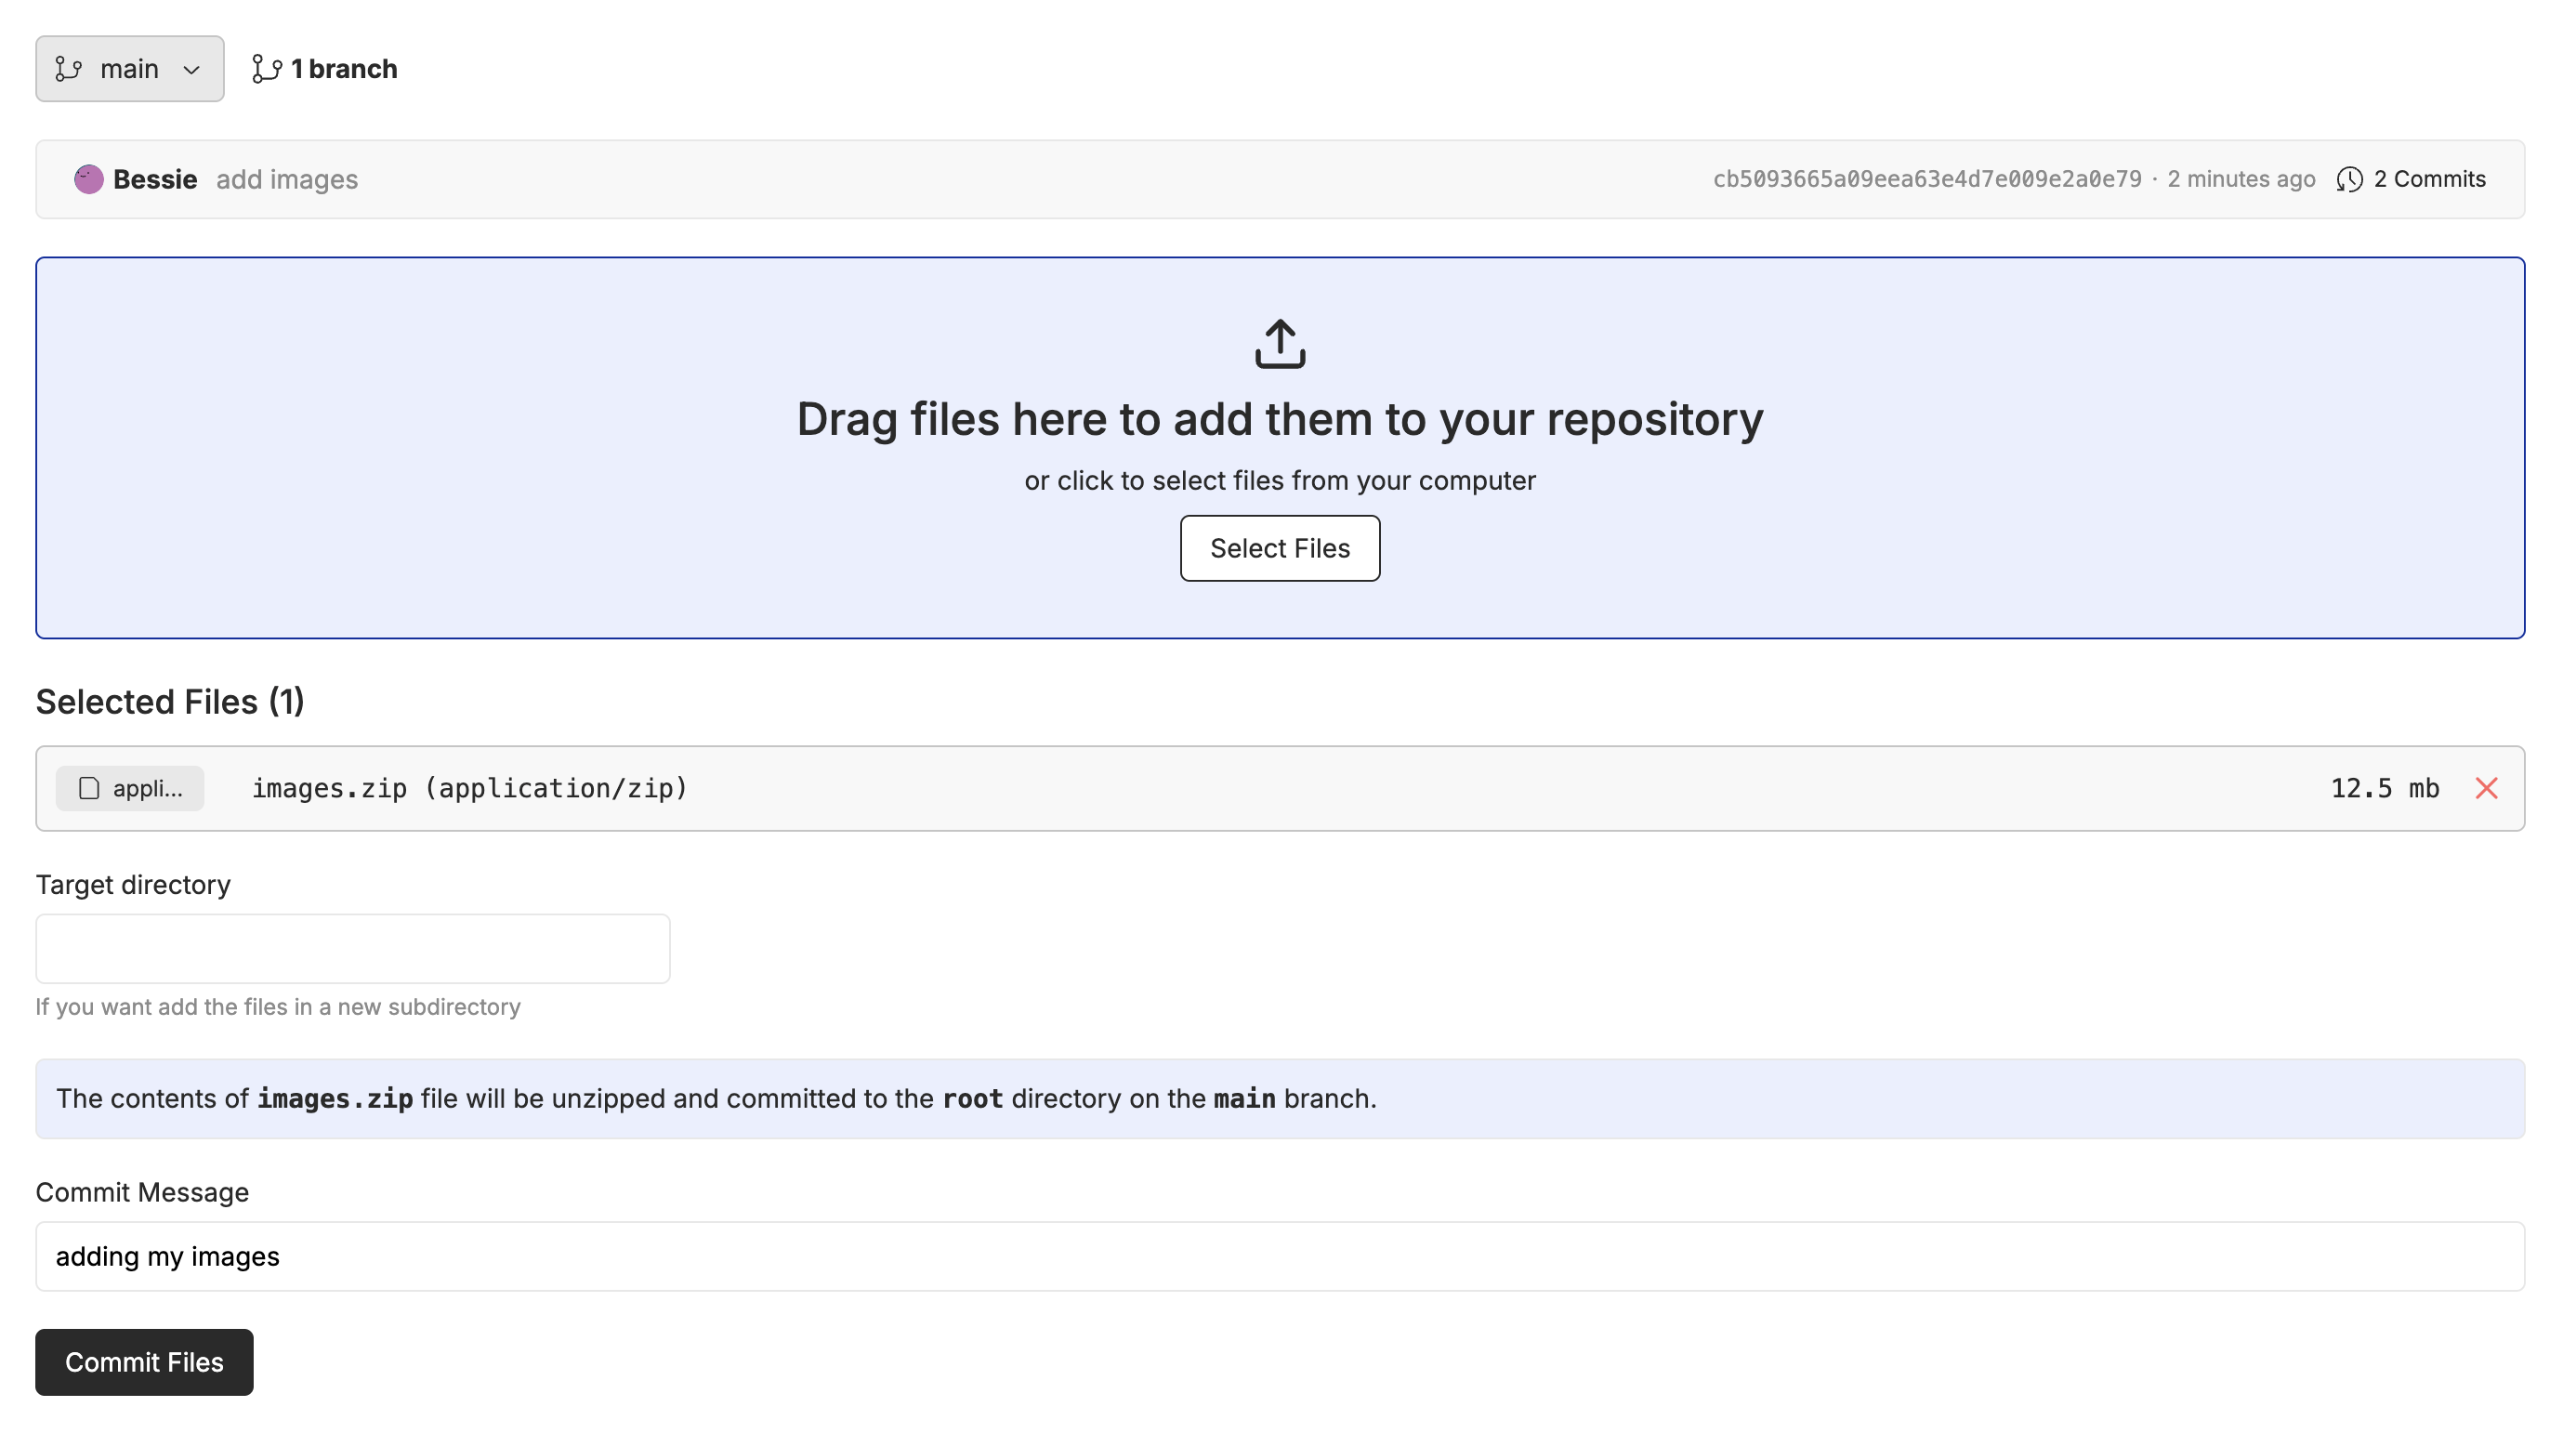 main
1 branch
Bessie add images
cb5093665a09eea63e4d7e009e2a0e79 · 2 minutes ago 2 Commits
Drag files here to add them to your repository
or click to select files from your computer
Select Files
Selected Files (1)
appli... images.zip (application/zip) 12.5 mb
Target directory
If you want add the files in a new subdirectory
The contents of images.zip file will be unzipped and committed to the root directory on the main branch.
Commit Message
adding my images
Commit Files